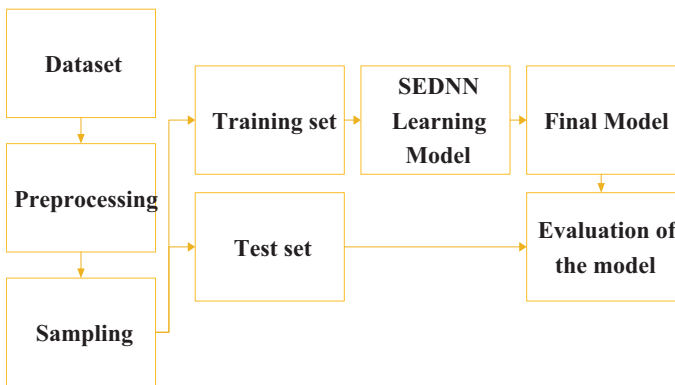 Dataset
Preprocessing
Sampling
Training set
Test set
SEDNN
Learning
Model
Final Model
Evaluation of
the model